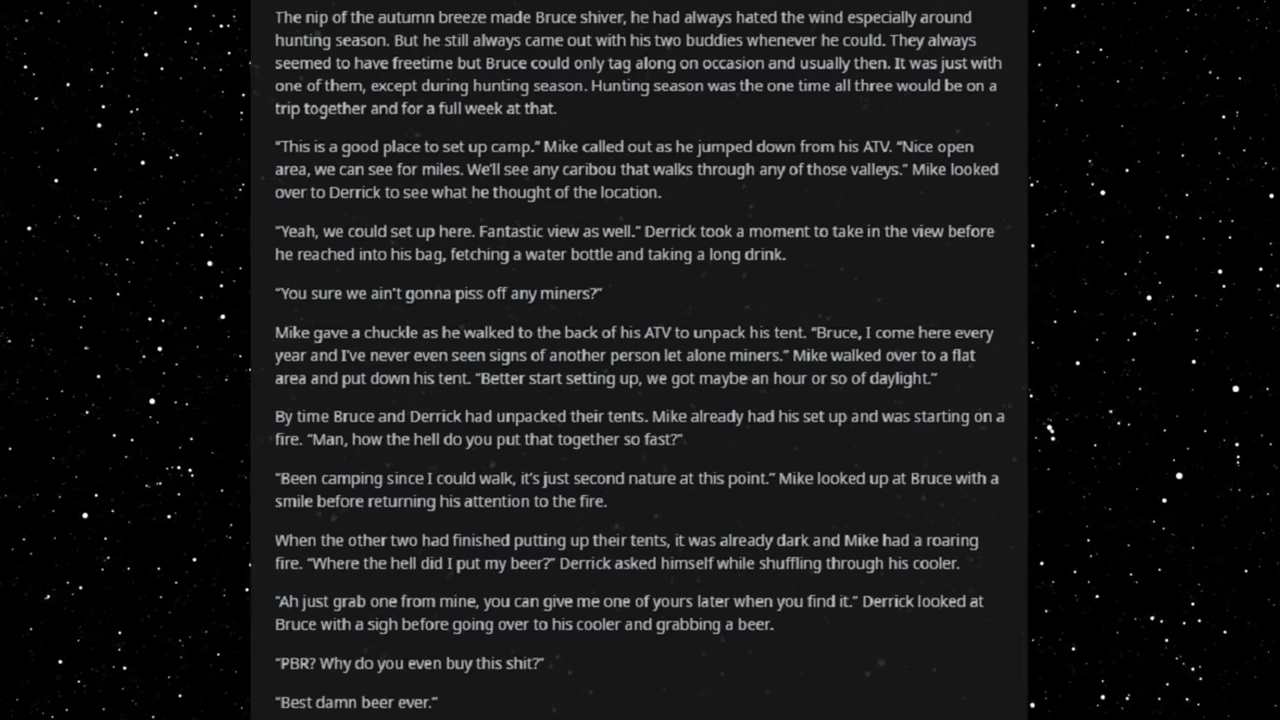 The nip of the autumn breeze made Bruce shiver, he had always hated the wind especially around
hunting season. But he still always came out with his two buddies whenever he could. They always
seemed to have freetime but Bruce could only tag along on occasion and usually then. It was just with
one of them, except during hunting season. Hunting season was the one time all three would be on a
trip together and for a full week at that.
“This is a good place to set up camp.” Mike called out as he jumped down from his ATV. “Nice open
area, we can see for miles. We’ll see any caribou that walks through any of those valleys.” Mike looked
over to Derrick to see what he thought of the location.
“Yeah, we could set up here. Fantastic view as well.” Derrick took a moment to take in the view before
he reached into his bag, fetching a water bottle and taking a long drink.
“You sure we ain’t gonna piss off any miners?”
Mike gave a chuckle as he walked to the back of his ATV to unpack his tent. “Bruce, I come here every
year and I’ve never even seen signs of another person let alone miners.” Mike walked over to a flat
area and put down his tent. “Better start setting up, we got maybe an hour or so of daylight.”
By time Bruce and Derrick had unpacked their tents. Mike already had his set up and was starting on a
fire. “Man, how the hell do you put that together so fast?”
“Been camping since I could walk, it’s just second nature at this point.” Mike looked up at Bruce with a
smile before returning his attention to the fire.
When the other two had finished putting up their tents, it was already dark and Mike had a roaring
fire. “Where the hell did I put my beer?” Derrick asked himself while shuffling through his cooler.
“Ah just grab one from mine, you can give me one of yours later when you find it.” Derrick looked at
Bruce with a sigh before going over to his cooler and grabbing a beer.
“PBR? Why do you even buy this shit?”
“Best damn beer ever.”